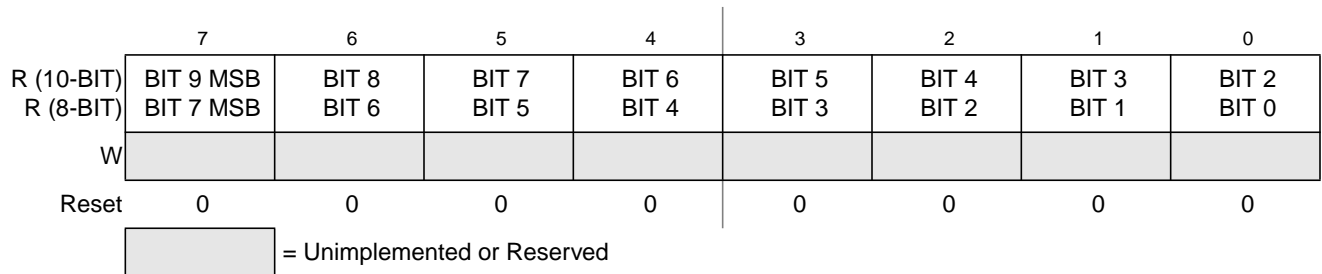 7 6 5 4 3 2 1 0
R (10-BIT) BIT 9 MSB BIT 8 BIT 7 BIT 6 BIT 5 BIT 4 BIT 3 BIT 2
R (8-BIT) BIT 7 MSB BIT 6 BIT 5 BIT 4 BIT 3 BIT 2 BIT 1 BIT 0
W
Reset 0 0 0 0 0 0 0 0
= Unimplemented or Reserved